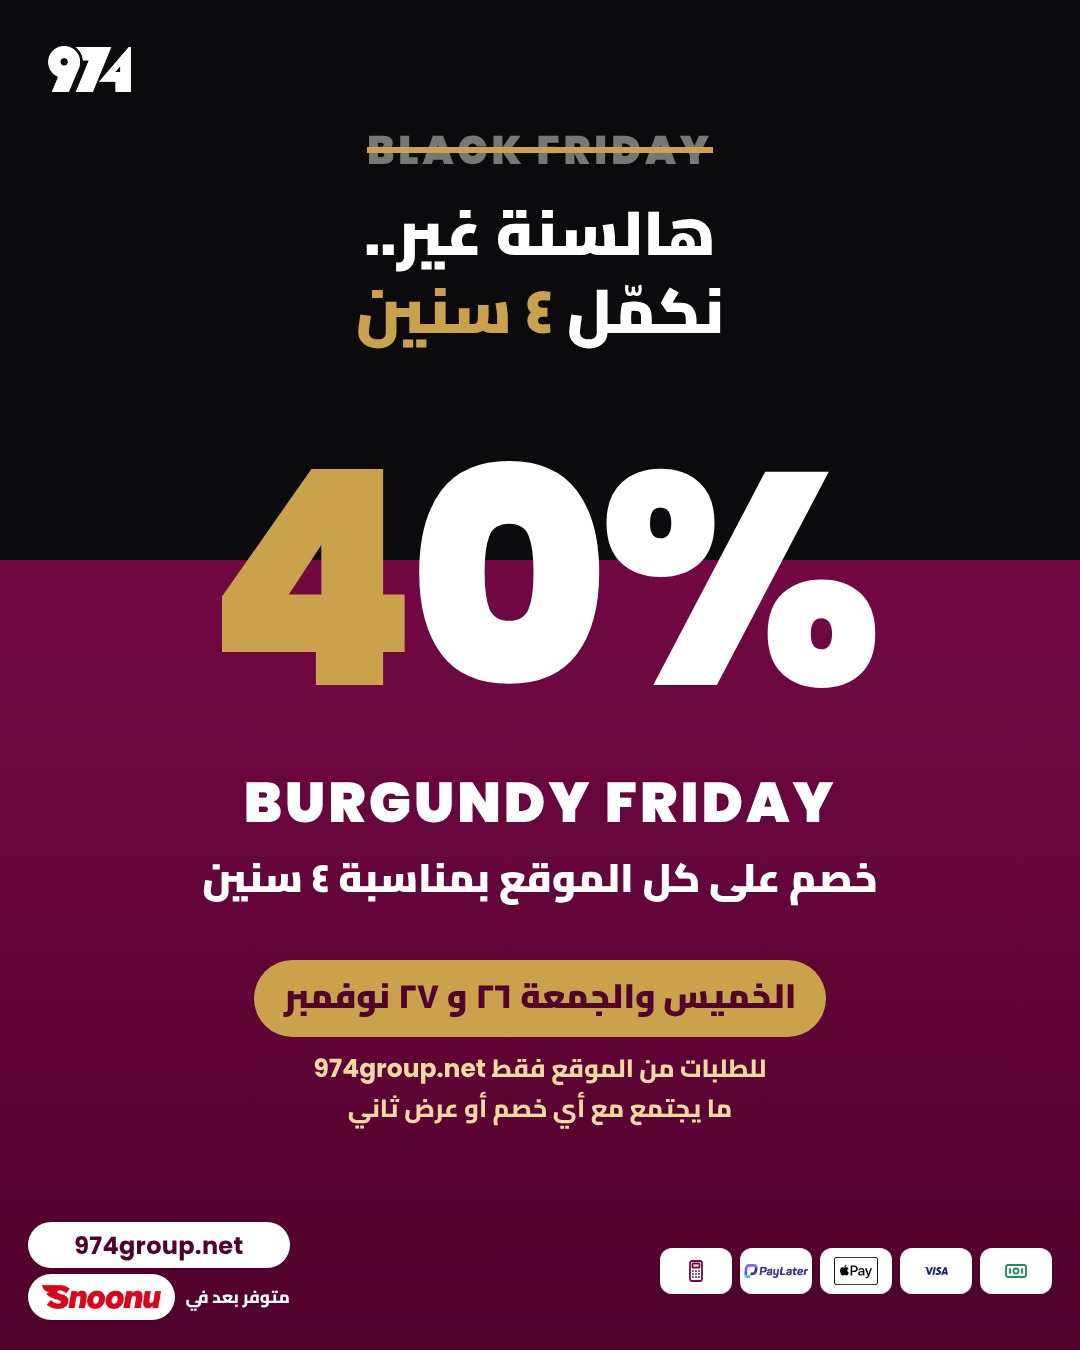 974
BLACK FRIDAY
هالسنة غير..
نكمّل ٤ سنين
40%
BURGUNDY FRIDAY
خصم على كل الموقع بمناسبة ٤ سنين
الخميس والجمعة ٢٦ و ٢٧ نوفمبر
للطلبات من الموقع فقط 974group.net
ما يجتمع مع أي خصم أو عرض ثاني
974group.net
متوفر بعد في Snoonu
PayLater Pay VISA